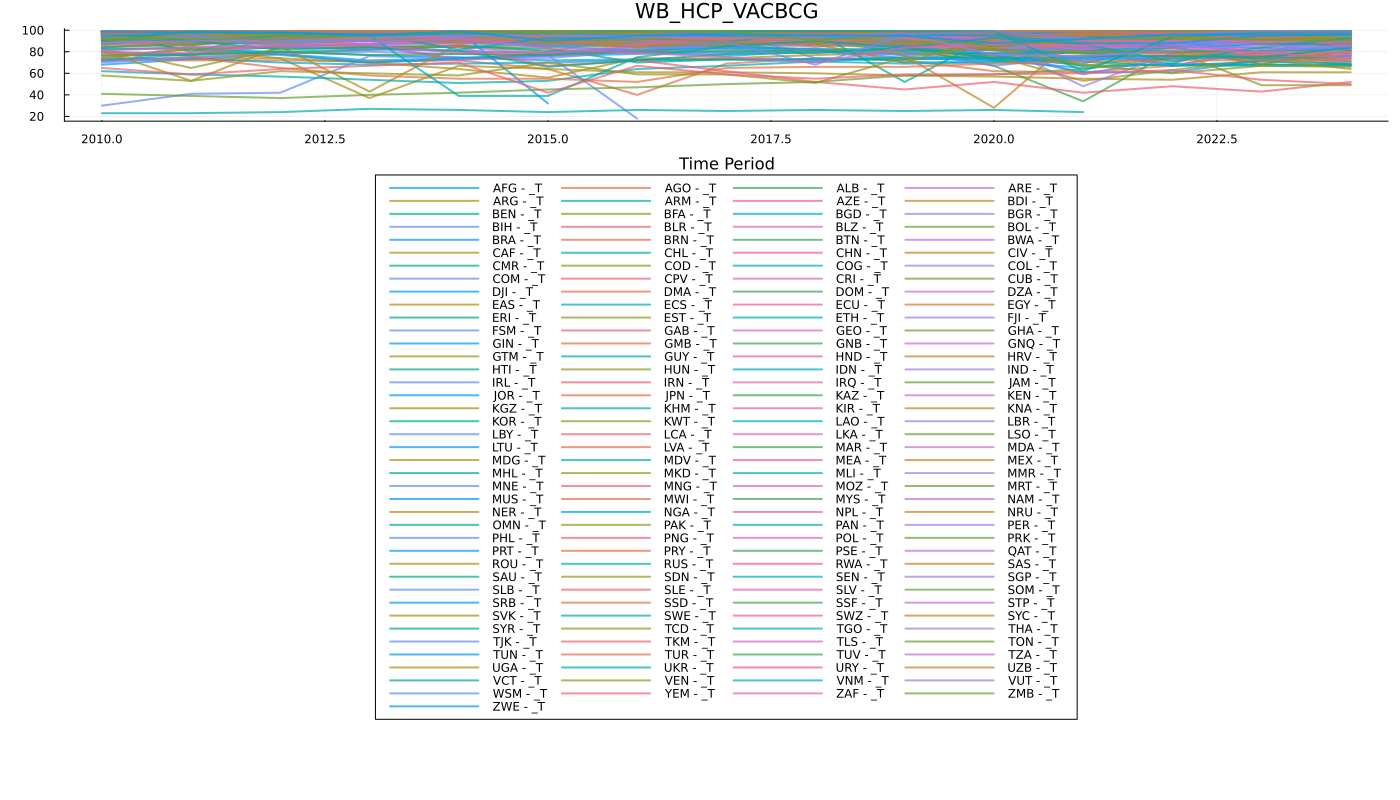 WB_HCP_VACBCG
100
80
60
40
20
2010.0 2012.5 2015.0 2017.5 2020.0 2022.5
Time Period
AFG - _T AGO - _T ALB - _T ARE - _T
ARG - _T ARM - _T AZE - _T BDI - _T
BEN - _T BFA - _T BGD - _T BGR - _T
BIH - _T BLR - _T BLZ - _T BOL - _T
BRA - _T BRN - _T BTN - _T BWA - _T
CAF - _T CHL - _T CHN - _T CIV - _T
CMR - _T COD - _T COG - _T COL - _T
COM - _T CPV - _T CRI - _T CUB - _T
DJI - _T DMA - _T DOM - _T DZA - _T
EAS - _T ECS - _T ECU - _T EGY - _T
ERI - _T EST - _T ETH - _T FJI - _T
FSM - _T GAB - _T GEO - _T GHA - _T
GIN - _T GMB - _T GNB - _T GNQ - _T
GTM - _T GUY - _T HND - _T HRV - _T
HTI - _T HUN - _T IDN - _T IND - _T
IRL - _T IRN - _T IRQ - _T JAM - _T
JOR - _T JPN - _T KAZ - _T KEN - _T
KGZ - _T KHM - _T KIR - _T KNA - _T
KOR - _T KWT - _T LAO - _T LBR - _T
LBY - _T LCA - _T LKA - _T LSO - _T
LTU - _T LVA - _T MAR - _T MDA - _T
MDG - _T MDV - _T MEA - _T MEX - _T
MHL - _T MKD - _T MLI - _T MMR - _T
MNE - _T MNG - _T MOZ - _T MRT - _T
MUS - _T MWI - _T MYS - _T NAM - _T
NER - _T NGA - _T NPL - _T NRU - _T
OMN - _T PAK - _T PAN - _T PER - _T
PHL - _T PNG - _T POL - _T PRK - _T
PRT - _T PRY - _T PSE - _T QAT - _T
ROU - _T RUS - _T RWA - _T SAS - _T
SAU - _T SDN - _T SEN - _T SGP - _T
SLB - _T SLE - _T SLV - _T SOM - _T
SRB - _T SSD - _T SSF - _T STP - _T
SVK - _T SWE - _T SWZ - _T SYC - _T
SYR - _T TCD - _T TGO - _T THA - _T
TJK - _T TKM - _T TLS - _T TON - _T
TUN - _T TUR - _T TUV - _T TZA - _T
UGA - _T UKR - _T URY - _T UZB - _T
VCT - _T VEN - _T VNM - _T VUT - _T
WSM - _T YEM - _T ZAF - _T ZMB - _T
ZWE - _T